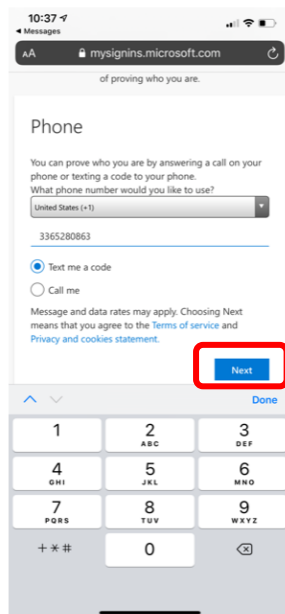 10:37
◀ Messages
AA mysignins.microsoft.com
of proving who you are.
Phone
You can prove who you are by answering a call on your
phone or texting a code to your phone.
What phone number would you like to use?
United States (+1)
3365280863
Text me a code
Call me
Message and data rates may apply. Choosing Next
means that you agree to the Terms of service and
Privacy and cookies statement.
Next
Done
1 2 3
ABC DEF
4 5 6
GHI JKL MNO
7 8 9
PQRS TUV WXYZ
+*# 0